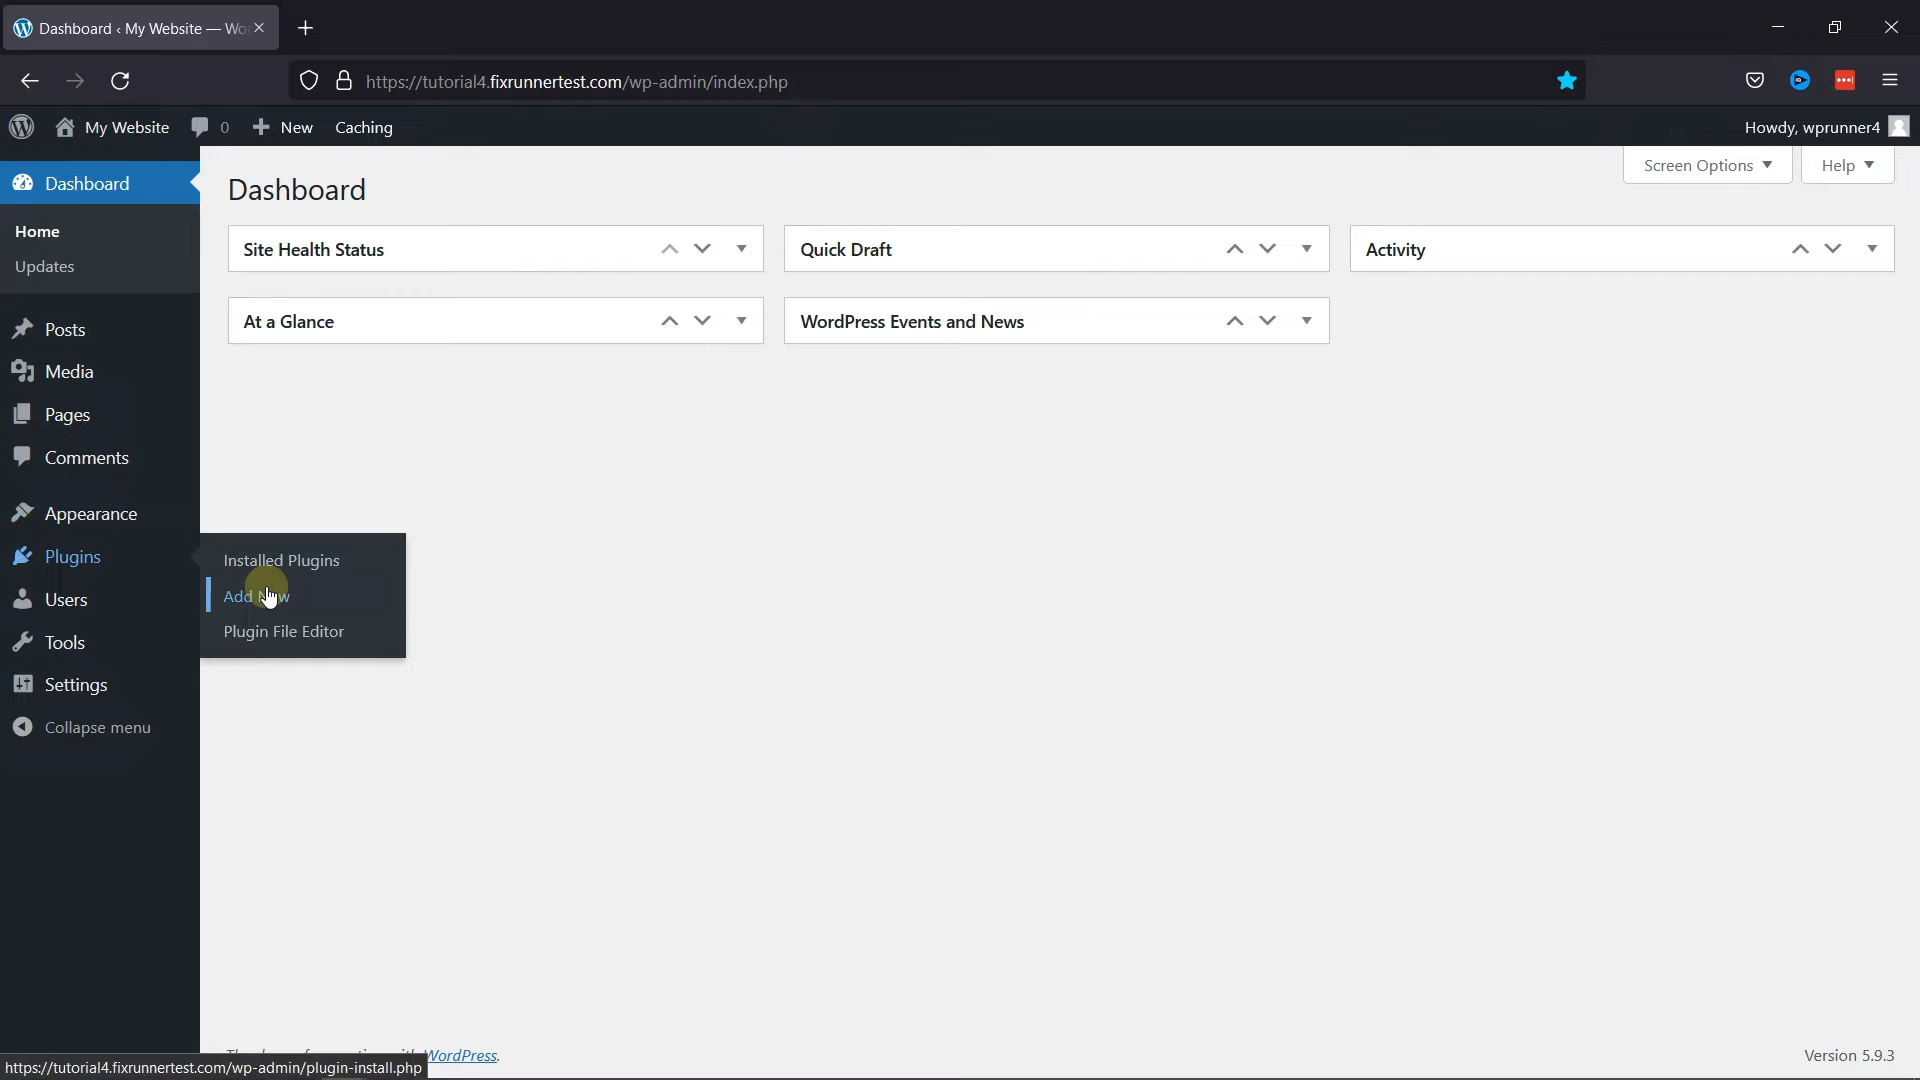 Dashboard ‹ My Website — Wo
https://tutorial4.fixrunnertest.com/wp-admin/index.php
My Website 0 New Caching
Howdy, wprunner4
Screen Options
Help
Dashboard
Home
Updates
Posts
Media
Pages
Comments
Appearance
Plugins
Users
Tools
Settings
Collapse menu
Installed Plugins
Add
Plugin File Editor
Dashboard
Site Health Status
Quick Draft
Activity
At a Glance
WordPress Events and News
WordPress.
Version 5.9.3
https://tutorial4.fixrunnertest.com/wp-admin/plugin-install.php